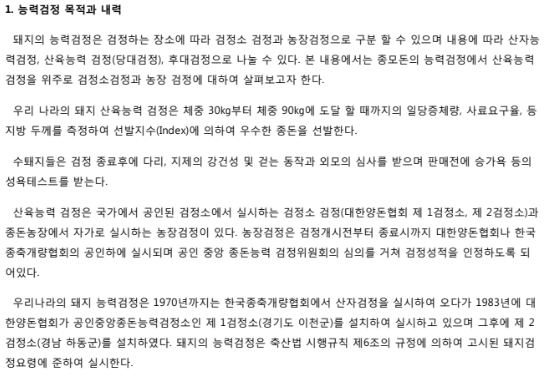 1. 능력검정 목적과 내력
돼지의 능력검정은 검정하는 장소에 따라 검정소 검정과 농장검정으로 구분 할 수 있으며 내용에 따라 산자능
력검정, 산육능력 검정(당대검정), 후대검정으로 나눌 수 있다. 본 내용에서는 종모돈의 능력검정에서 산육능력
검정을 위주로 검정소검정과 농장 검정에 대하여 살펴보고자 한다.
우리 나라의 돼지 산육능력 검정은 체중 30kg부터 체중 90kg에 도달 할 때까지의 일당증체량, 사료요구율, 등
지방 두께를 측정하여 선발지수(Index)에 의하여 우수한 종돈을 선발한다.
수퇘지들은 검정 종료후에 다리, 지제의 강건성 및 걷는 동작과 외모의 심사를 받으며 판매전에 승가욕 등의
성욕테스트를 받는다.
산육능력 검정은 국가에서 공인된 검정소에서 실시하는 검정소 검정(대한양돈협회 제 1검정소, 제 2검정소)과
종돈농장에서 자가로 실시하는 농장검정이 있다. 농장검정은 검정개시전부터 종료시까지 대한양돈협회나 한국
종축개량협회의 공인하에 실시되며 공인 중앙 종돈능력 검정위원회의 심의를 거쳐 검정성적을 인정하도록 되
어있다.
우리나라의 돼지 능력검정은 1970년까지는 한국종축개량협회에서 산자검정을 실시하여 오다가 1983년에 대
한양돈협회가 공인중앙종돈능력검정소인 제 1검정소(경기도 이천군)를 설치하여 실시하고 있으며 그후에 제 2
검정소(경남 하동군)를 설치하였다. 돼지의 능력검정은 축산법 시행규칙 제6조의 규정에 의하여 고시된 돼지검
정요령에 준하여 실시한다.